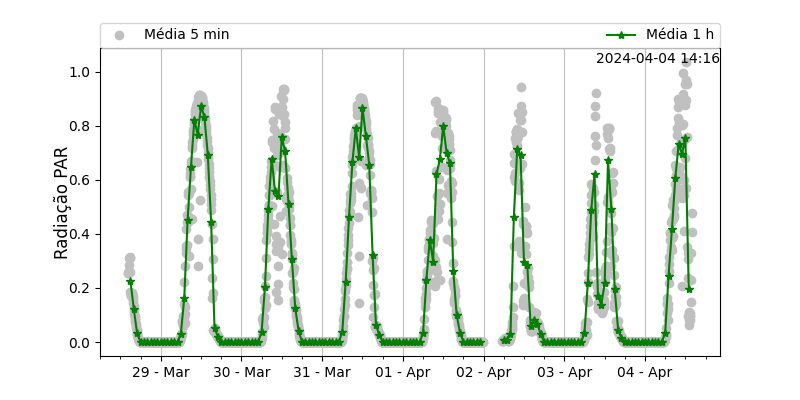 Média 5 min
Média 1 h
2024-04-04 14:16
Radiação PAR
1.0
0.8
0.6
0.4
0.2
0.0
29 - Mar
30 - Mar
31 - Mar
01 - Apr
02 - Apr
03 - Apr
04 - Apr